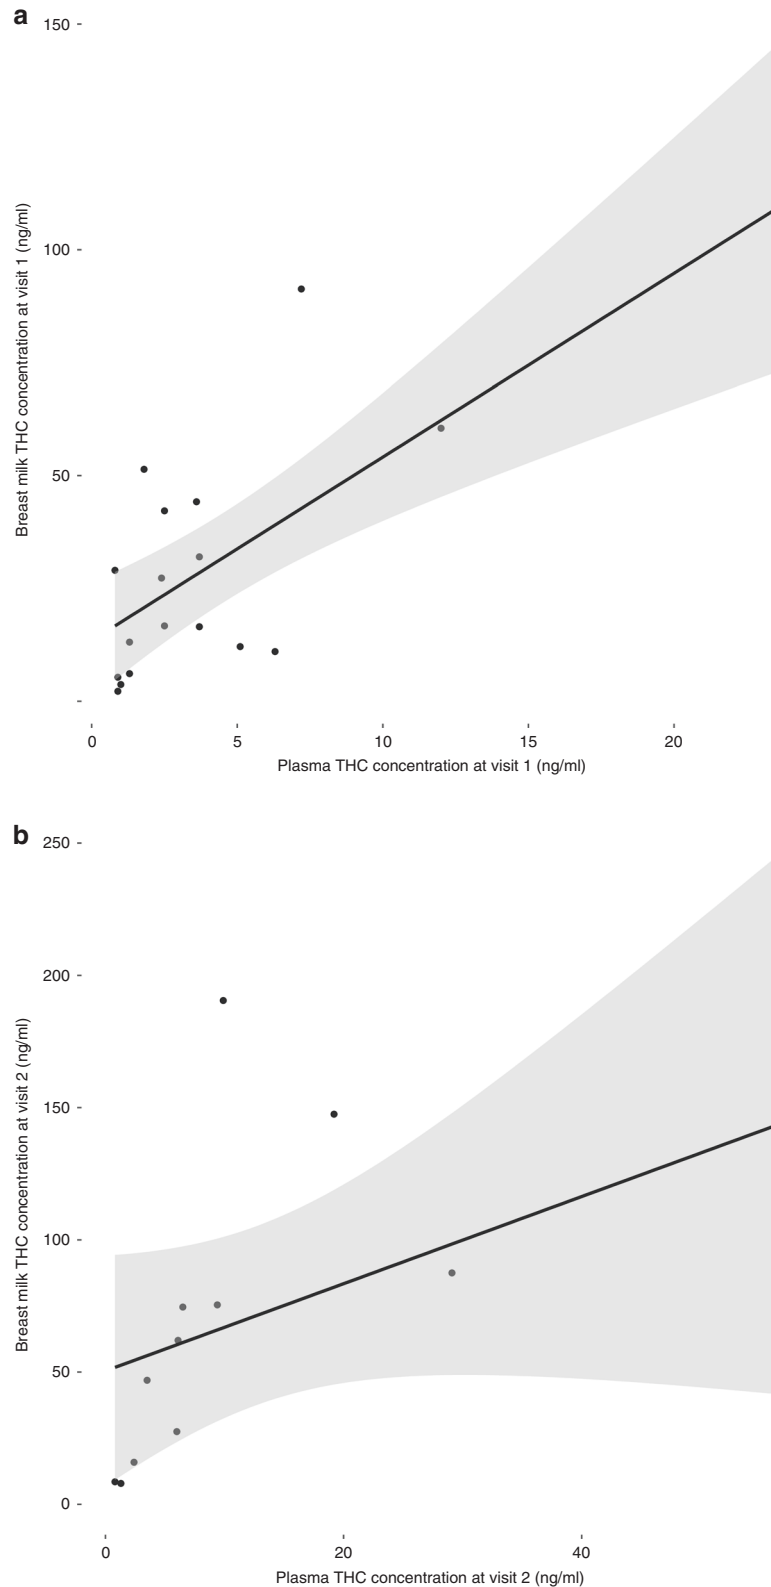 a
150
100
50
Breast milk THC concentration at visit 1 (ng/ml)
0 5 10 15 20
Plasma THC concentration at visit 1 (ng/ml)
b
250
200
150
100
50
0
Breast milk THC concentration at visit 2 (ng/ml)
0 20 40
Plasma THC concentration at visit 2 (ng/ml)